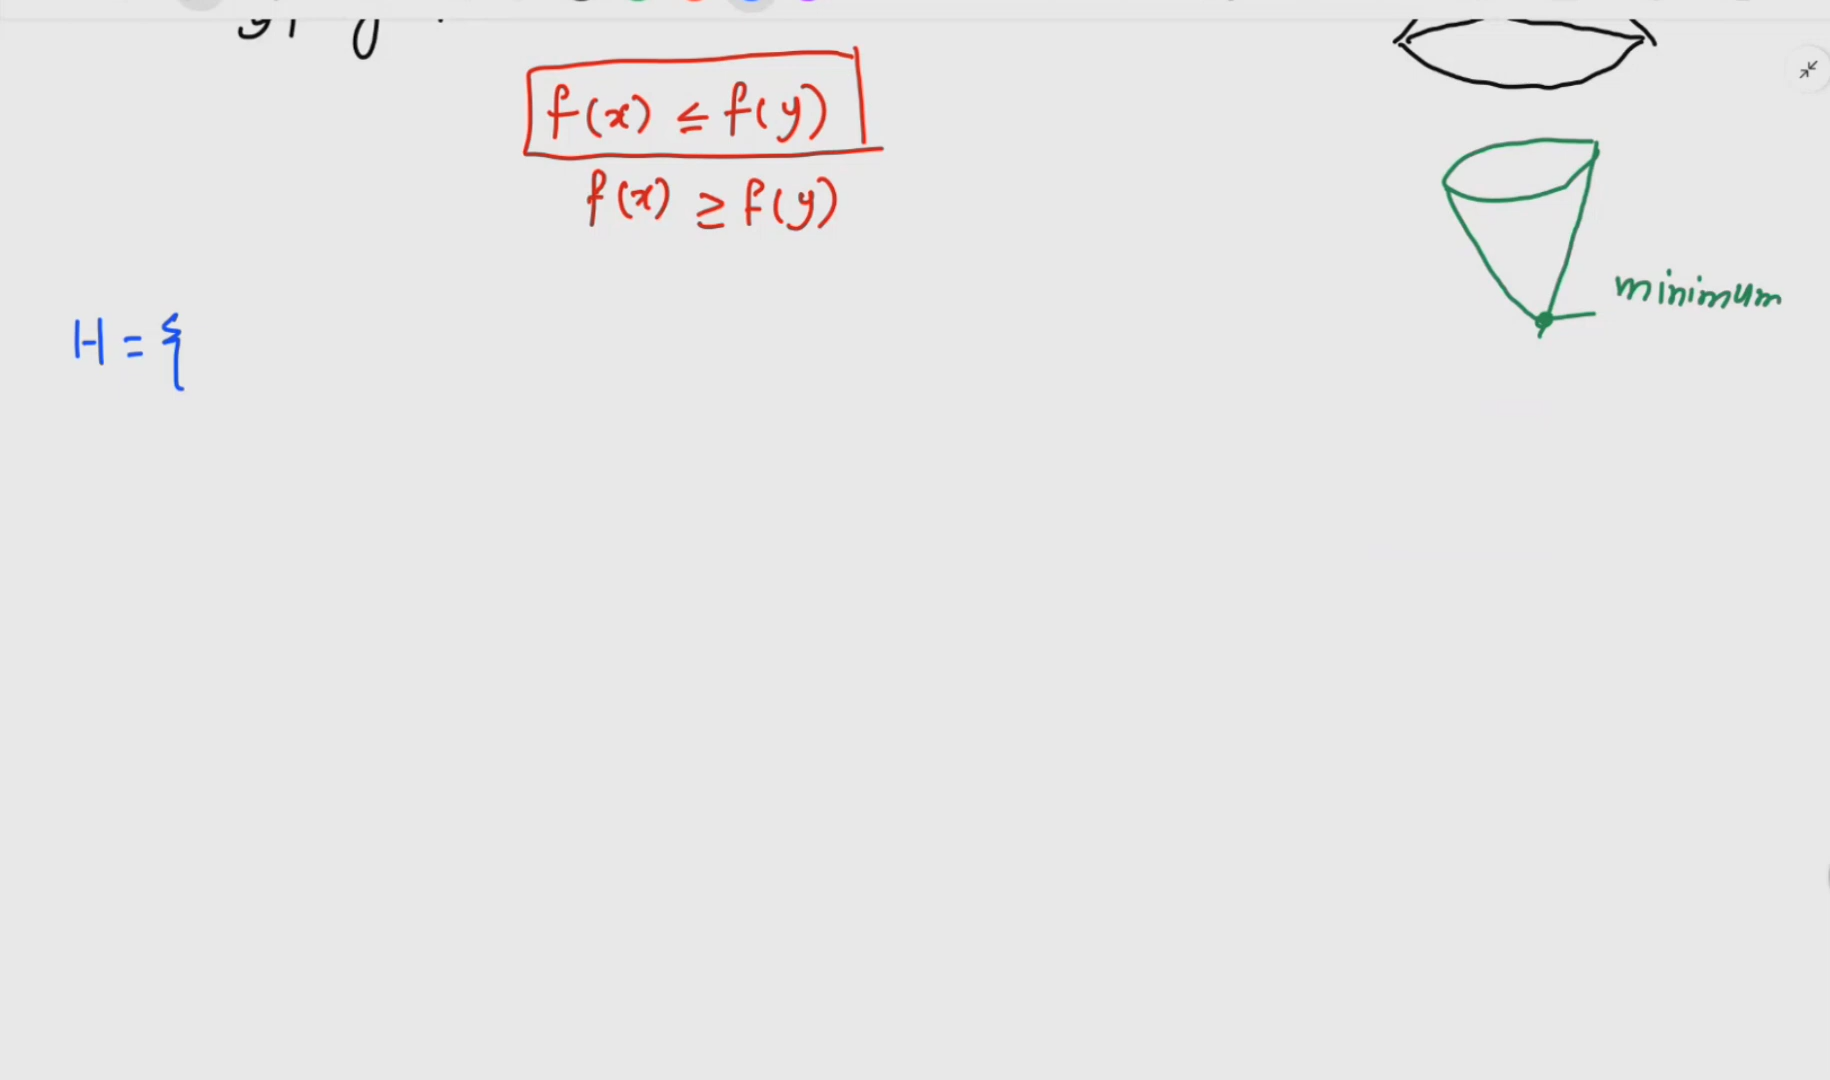 f(x) ≤ f(y)
f(x) ≥ f(y)
minimum
H = {